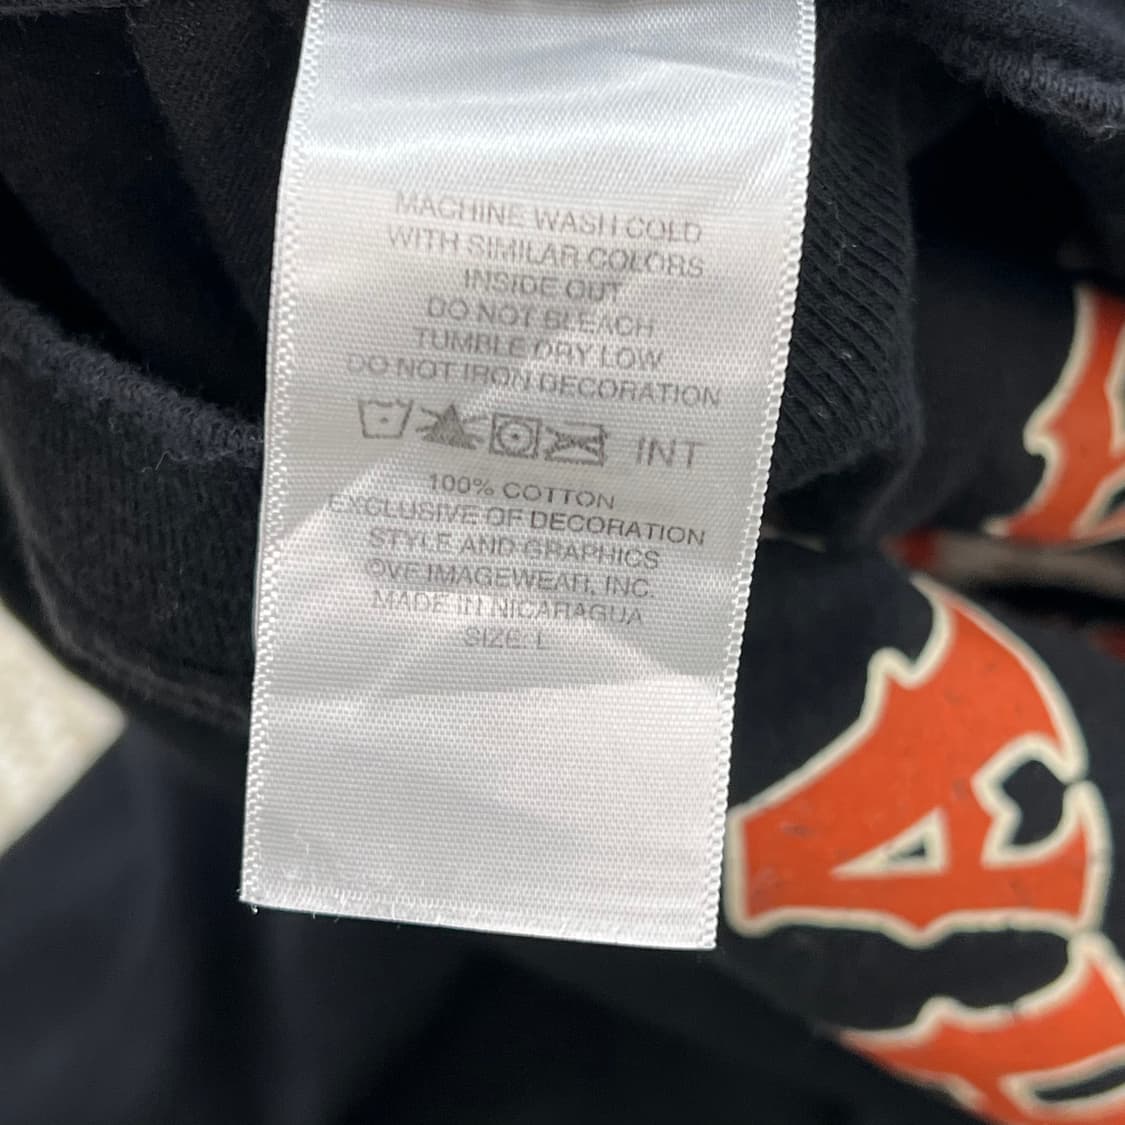 MACHINE WASH COLD
WITH SIMILAR COLORS
INSIDE OUT
DO NOT BLEACH
TUMBLE DRY LOW
DO NOT IRON DECORATION
INT
100% COTTON
EXCLUSIVE OF DECORATION
STYLE AND GRAPHICS
©VF IMAGEWEAR, INC.
MADE IN NICARAGUA
SIZE: L